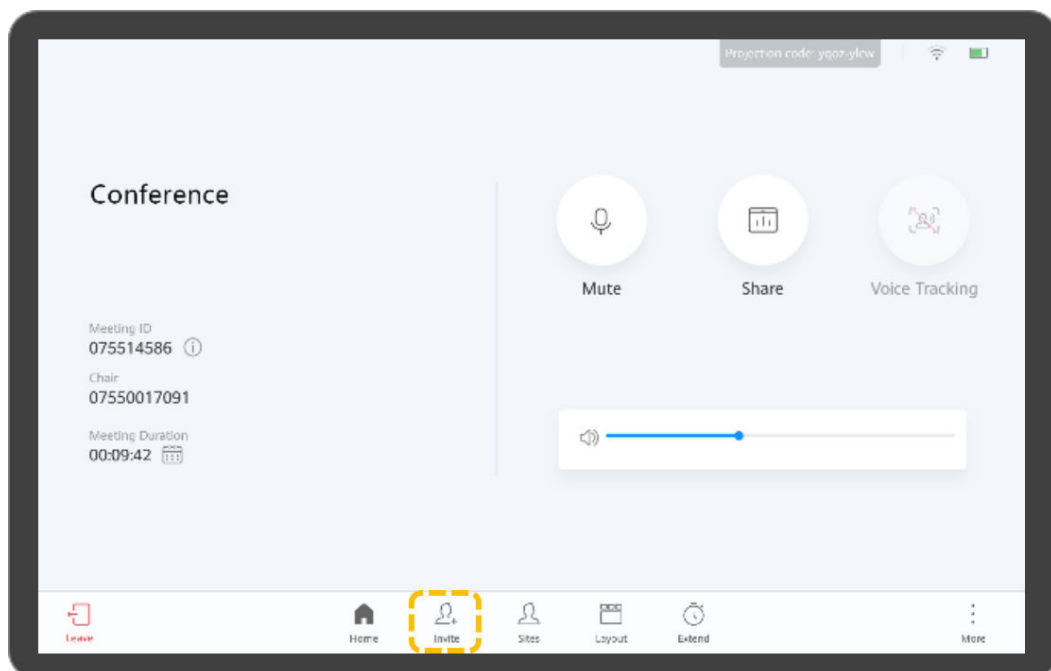 Projection code: yqoz-ylcw
Conference
Mute
Share
Voice Tracking
Meeting ID
075514586
Chair
07550017091
Meeting Duration
00:09:42
Leave
Home
Invite
Sites
Layout
Extend
More